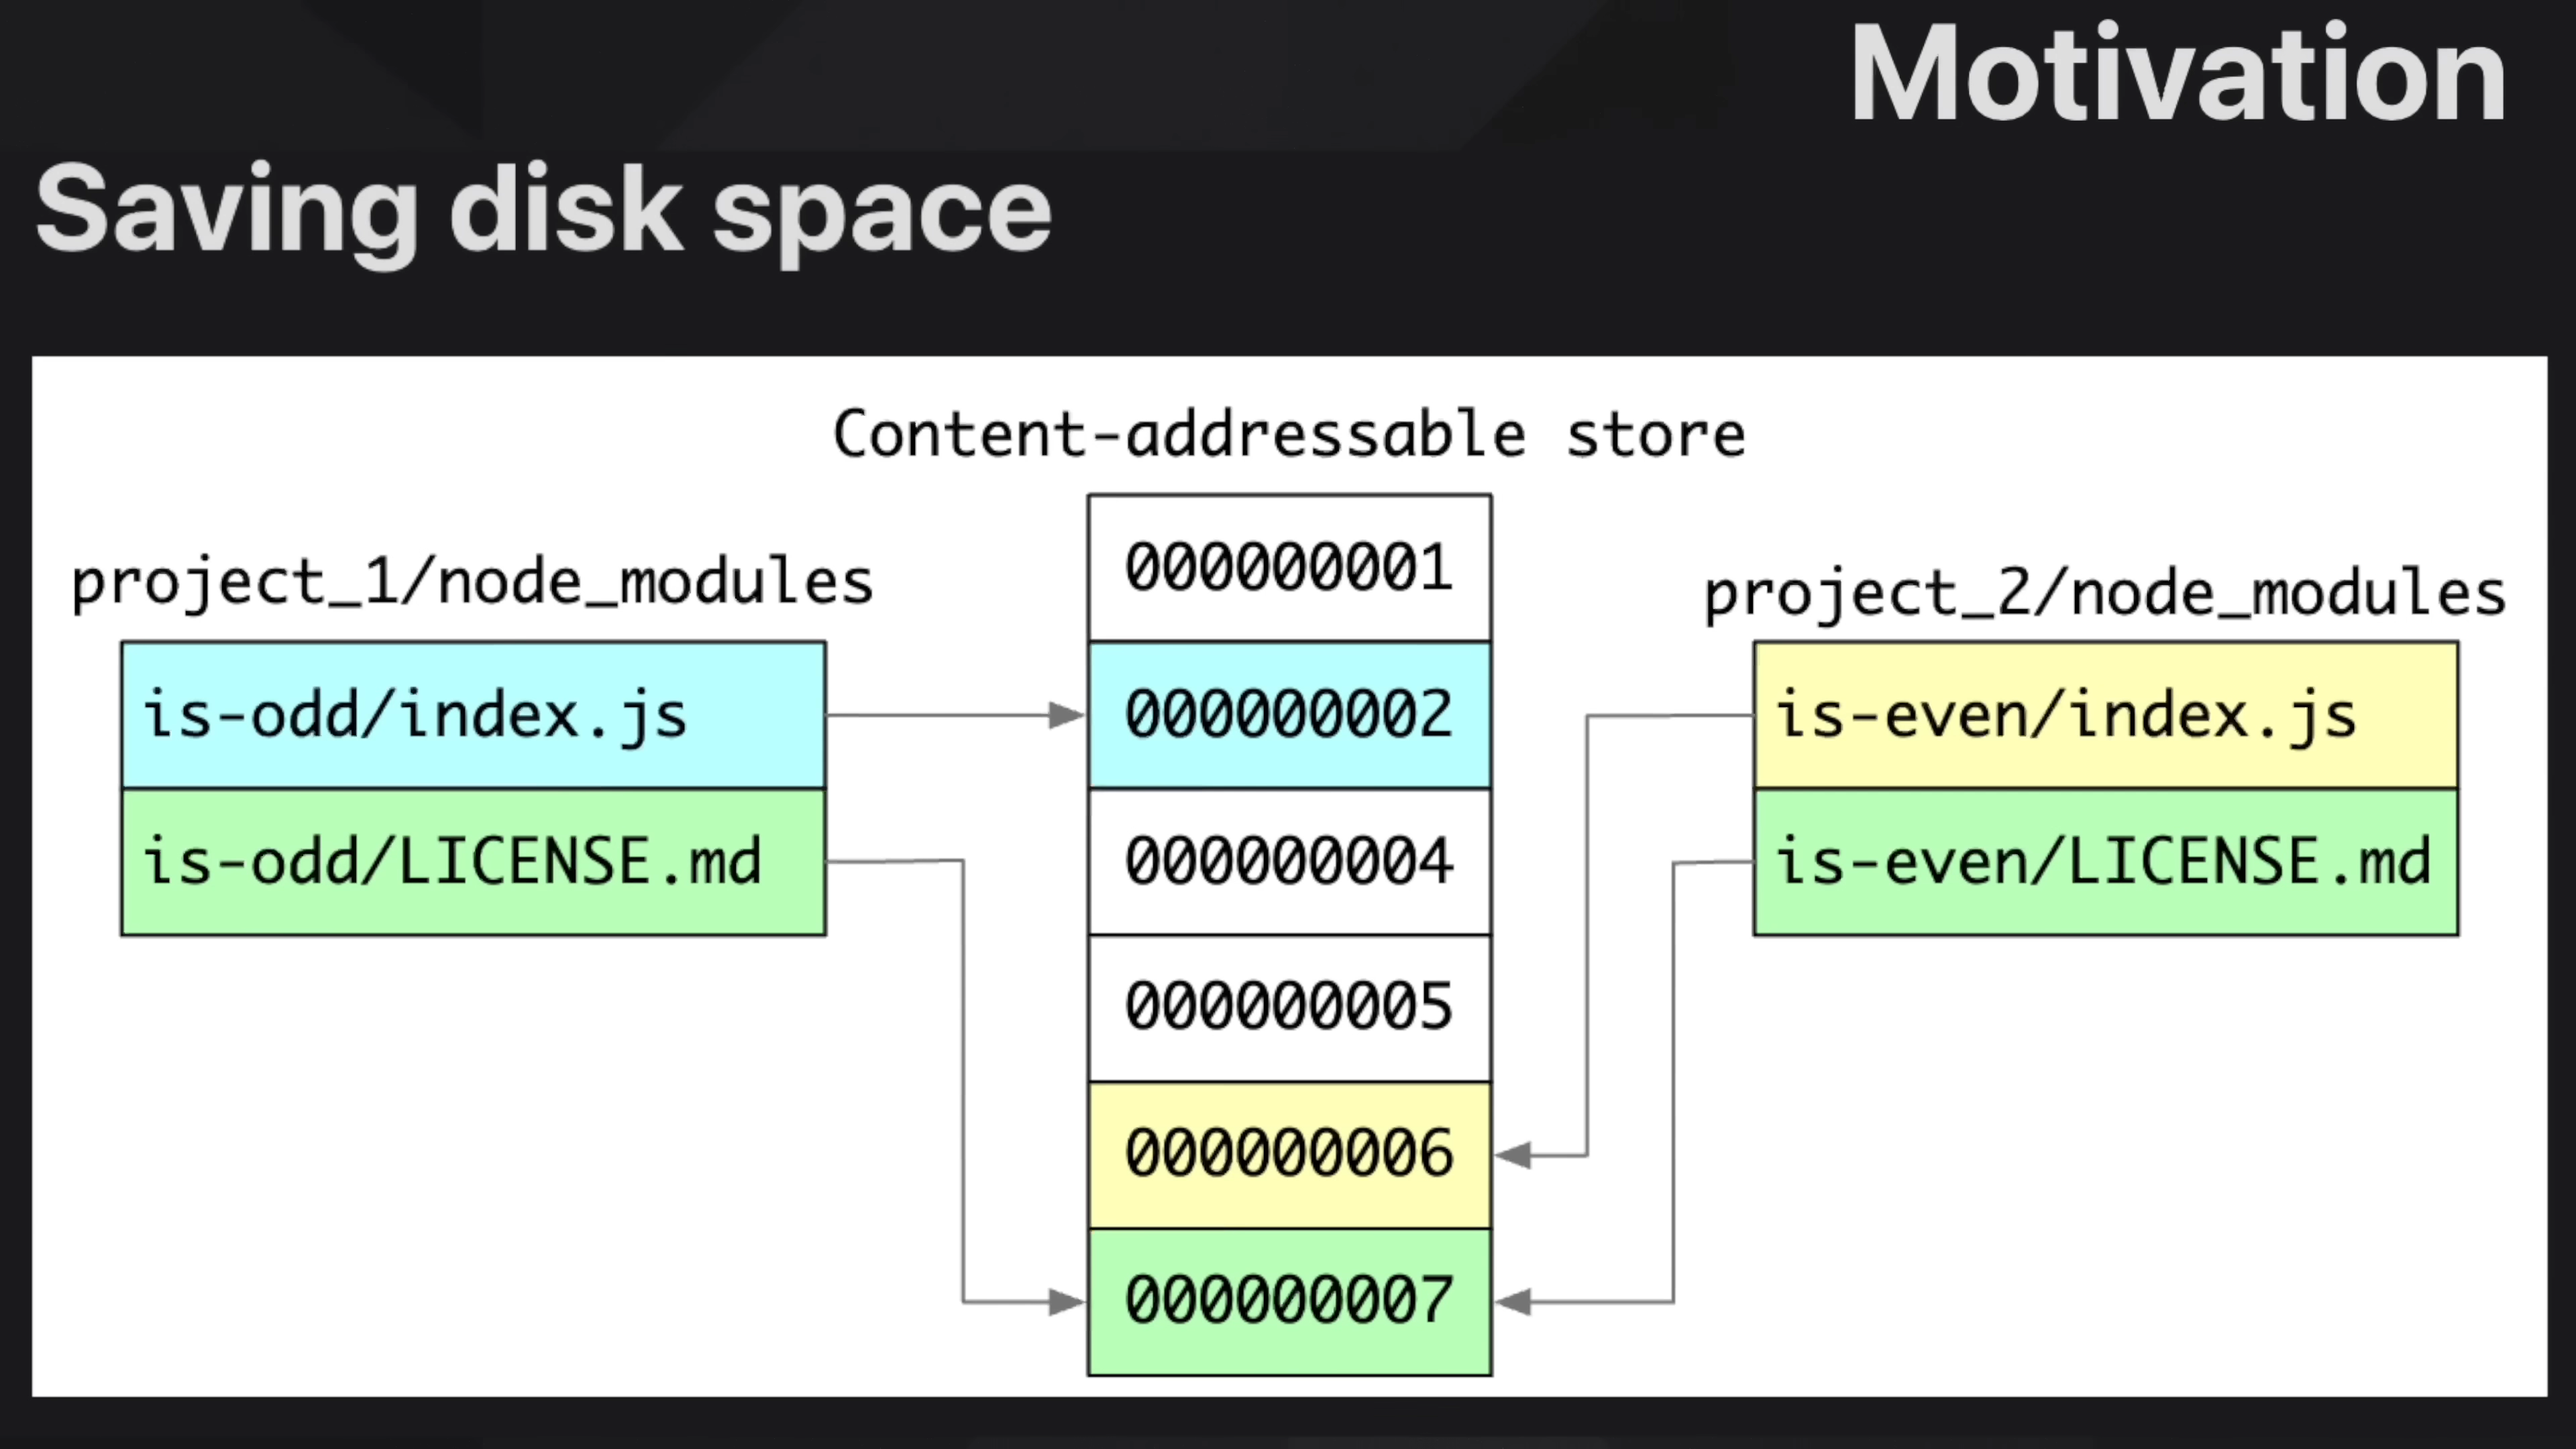 Motivation
Saving disk space
Content-addressable store
project_1/node_modules
is-odd/index.js
is-odd/LICENSE.md
000000001
000000002
000000004
000000005
000000006
000000007
project_2/node_modules
is-even/index.js
is-even/LICENSE.md